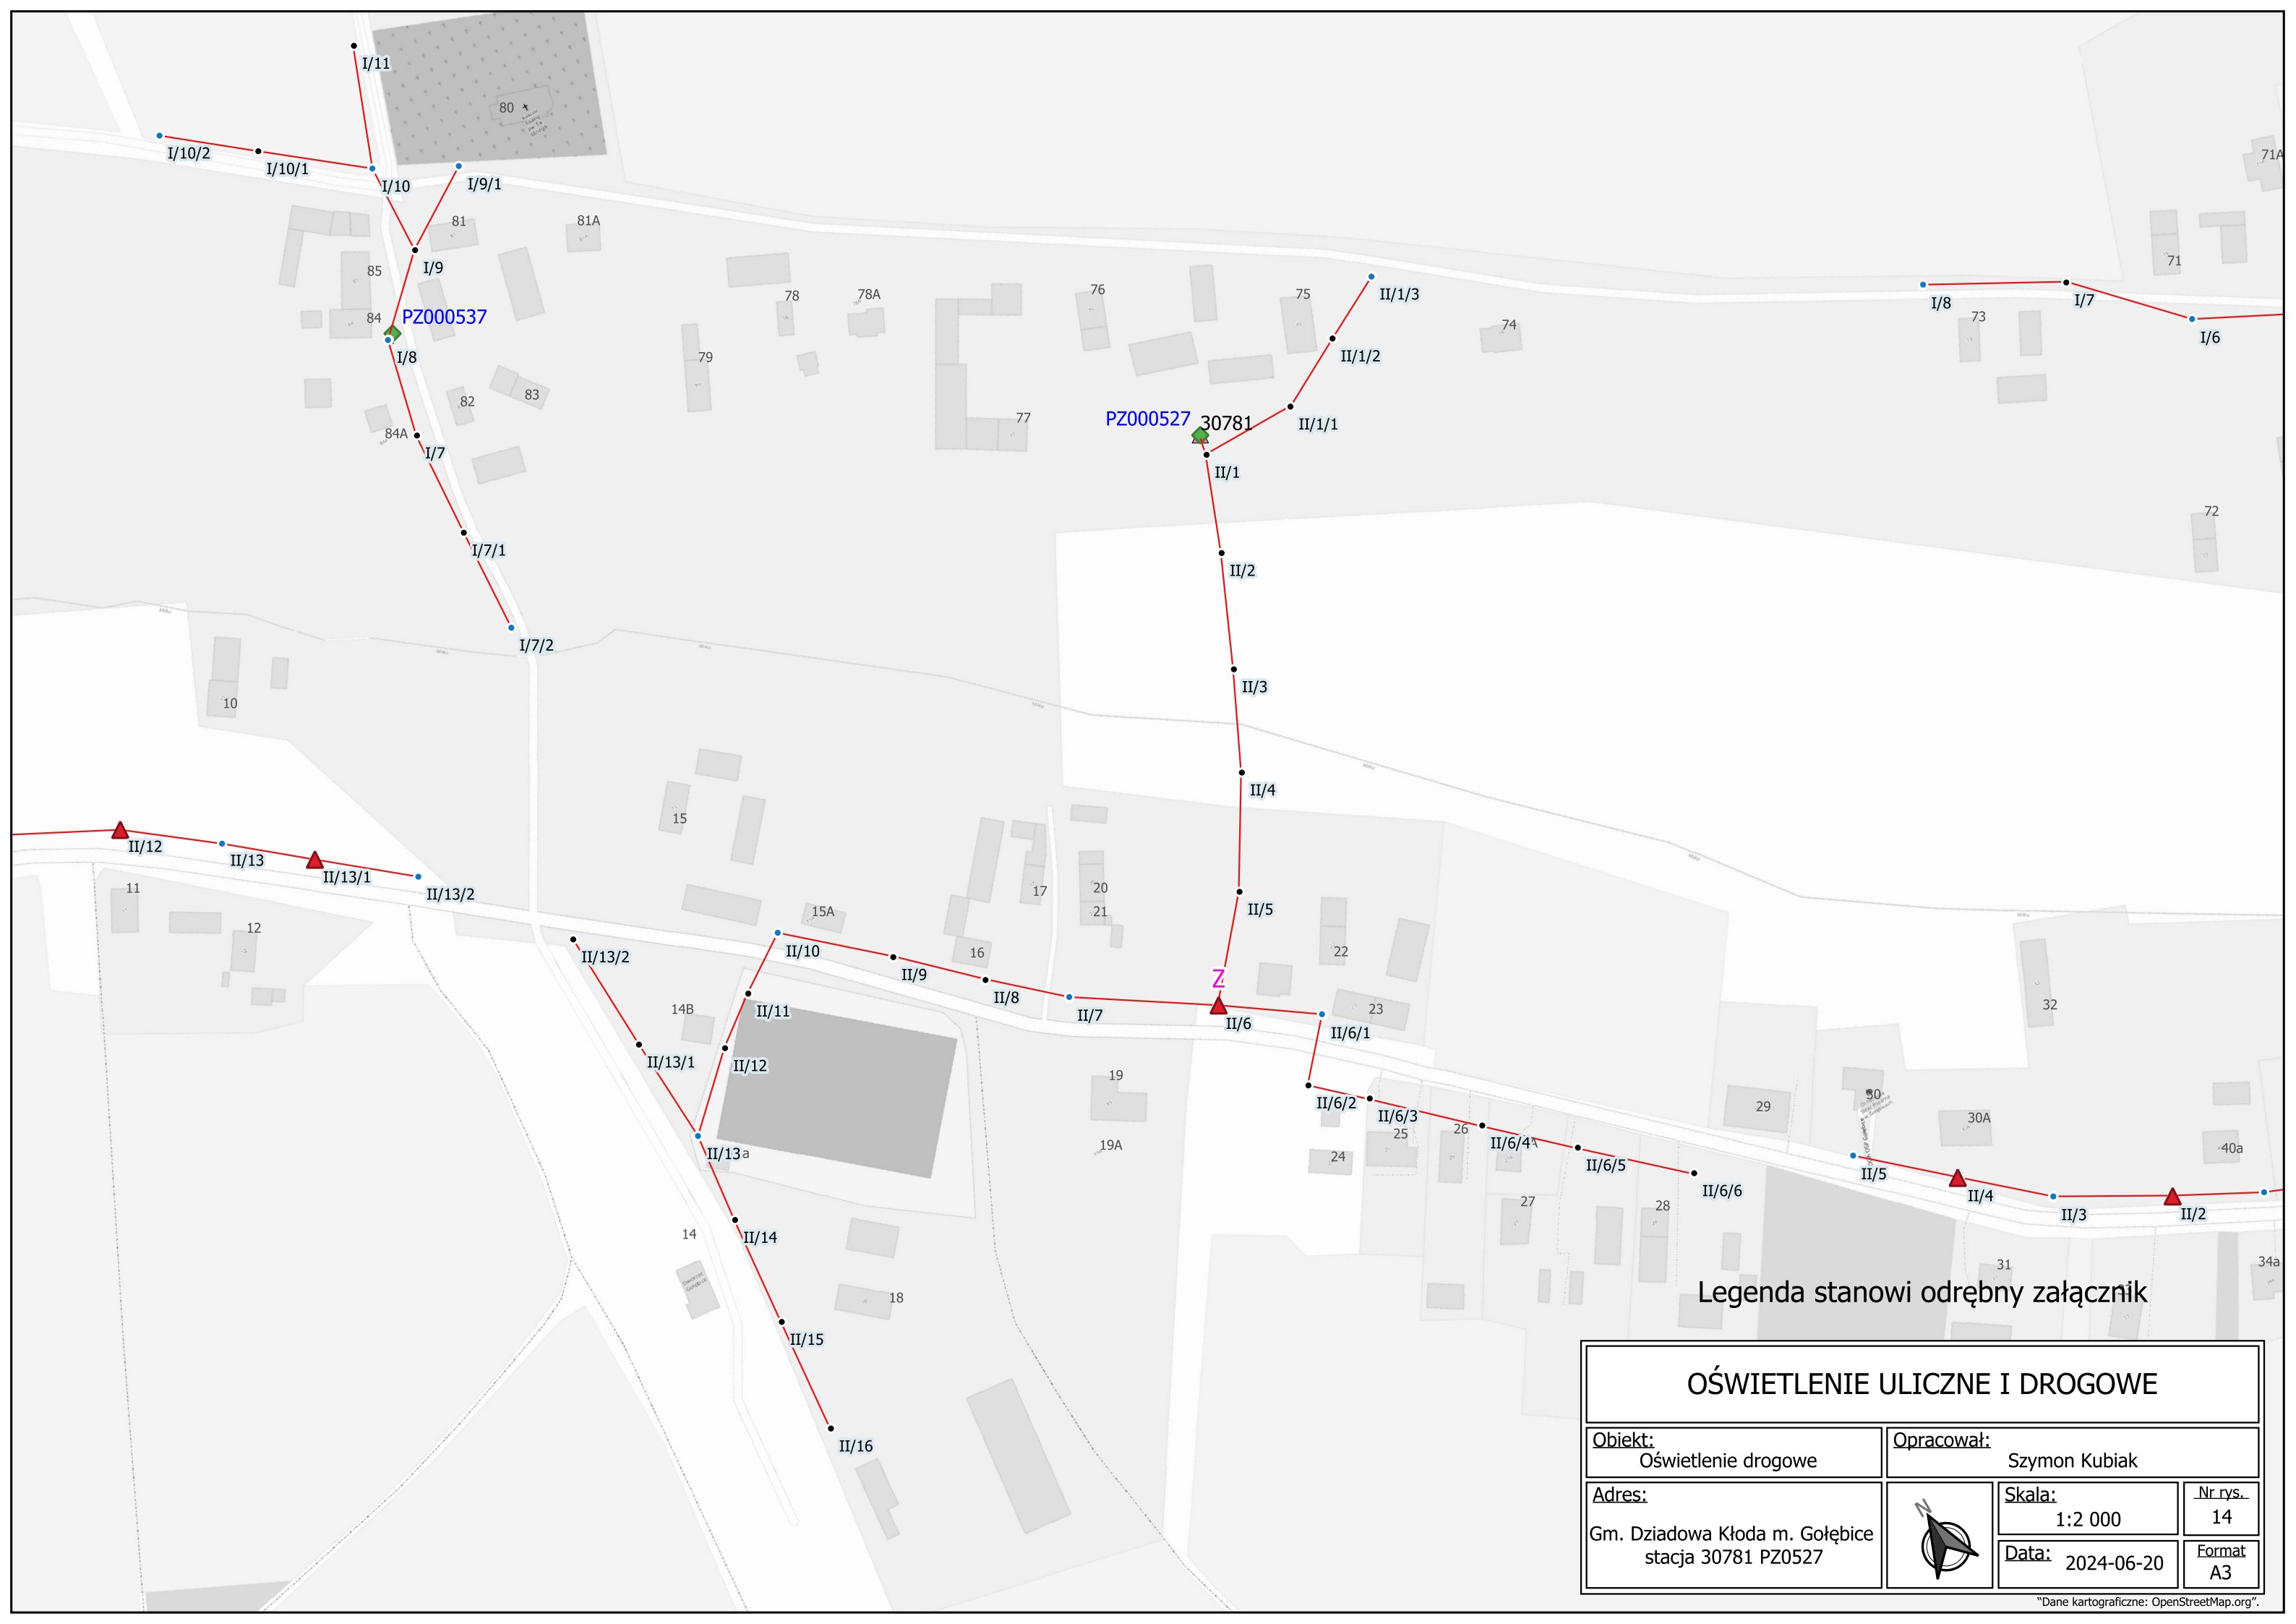 I/11
80
I/10/2
I/10/1
I/10
I/9/1
71A
81
81A
I/9
85
71
78
78A
76
75
II/1/3
I/8
I/7
84
PZ000537
73
74
I/6
I/8
79
II/1/2
82
83
77
PZ000527
30781
II/1/1
84A
I/7
II/1
72
I/7/1
II/2
I/7/2
II/3
10
II/4
15
II/12
II/13
II/13/1
II/13/2
11
17
20
21
15A
II/5
12
II/13/2
II/10
16
22
II/9
Z
II/8
32
14B
II/11
II/7
II/6
23
II/6/1
II/13/1
II/12
19
II/6/2
II/6/3
29
30
30A
25
26
II/6/4
II/13
a
19A
24
II/6/5
II/5
40a
II/6/6
II/4
27
28
II/3
II/2
14
II/14
31
34a
18
Legenda stanowi odrębny załącznik
II/15
OŚWIETLENIE ULICZNE I DROGOWE
II/16
Obiekt:
Oświetlenie drogowe
Opracował:
Szymon Kubiak
Adres:
Gm. Dziadowa Kłoda m. Gołębice
stacja 30781 PZ0527
N
Skala:
1:2 000
Nr rys.
14
Data: 2024-06-20
Format
A3
“Dane kartograficzne: OpenStreetMap.org”.